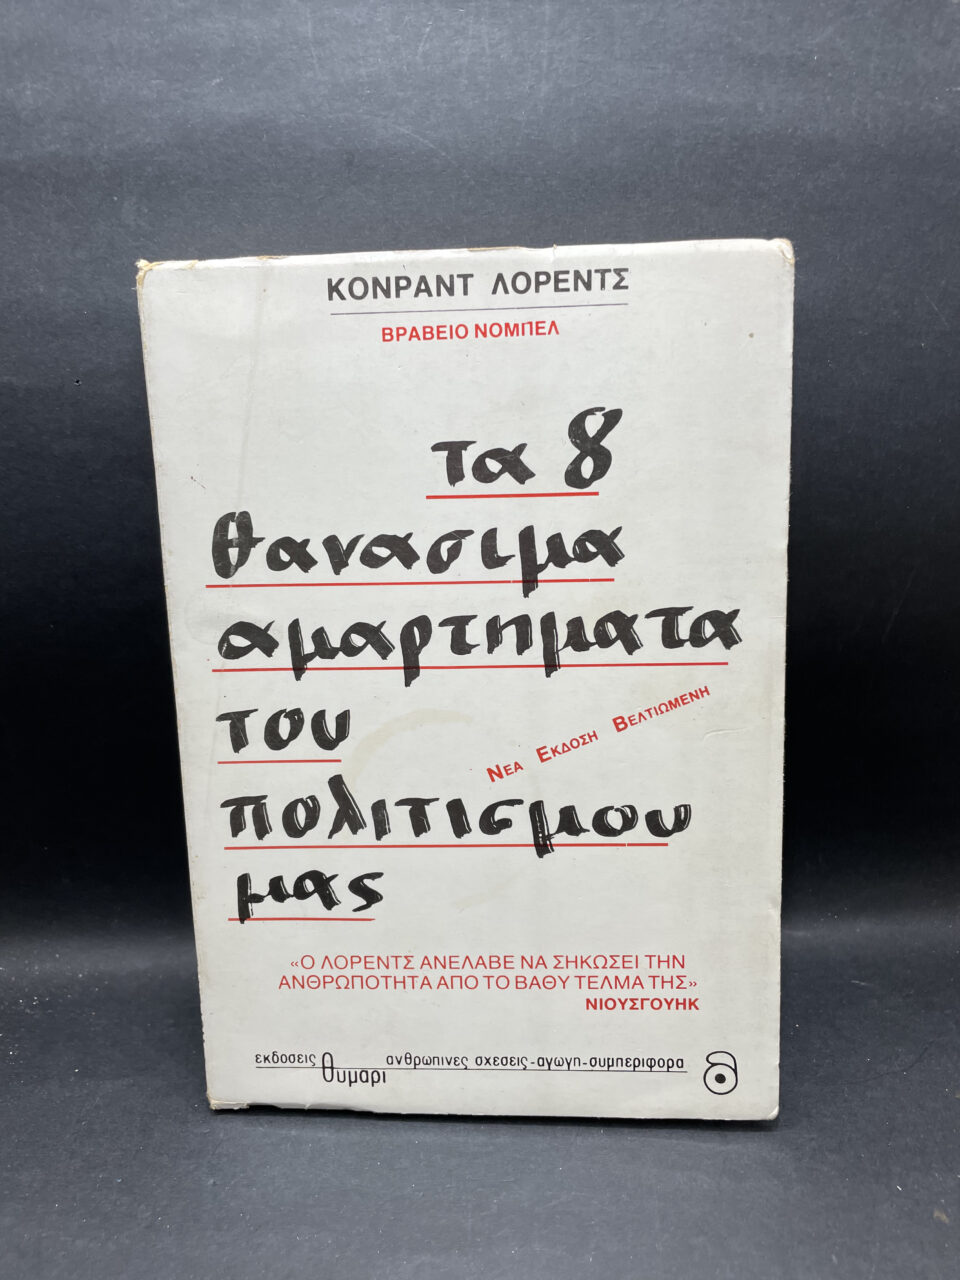 ΚΟΝΡΑΝΤ ΛΟΡΕΝΤΣ
ΒΡΑΒΕΙΟ ΝΟΜΠΕΛ
τα 8
θανασιμα
αμαρτηματα
του
Νεα Εκδοση Βελτιωμενη
πολιτισμου
μας
«Ο ΛΟΡΕΝΤΣ ΑΝΕΛΑΒΕ ΝΑ ΣΗΚΩΣΕΙ ΤΗΝ
ΑΝΘΡΩΠΟΤΗΤΑ ΑΠΟ ΤΟ ΒΑΘΥ ΤΕΛΜΑ ΤΗΣ»
ΝΙΟΥΣΓΟΥΗΚ
εκδοσεις θυμαρι
ανθρωπινες σχεσεις-αγωγη-συμπεριφορα